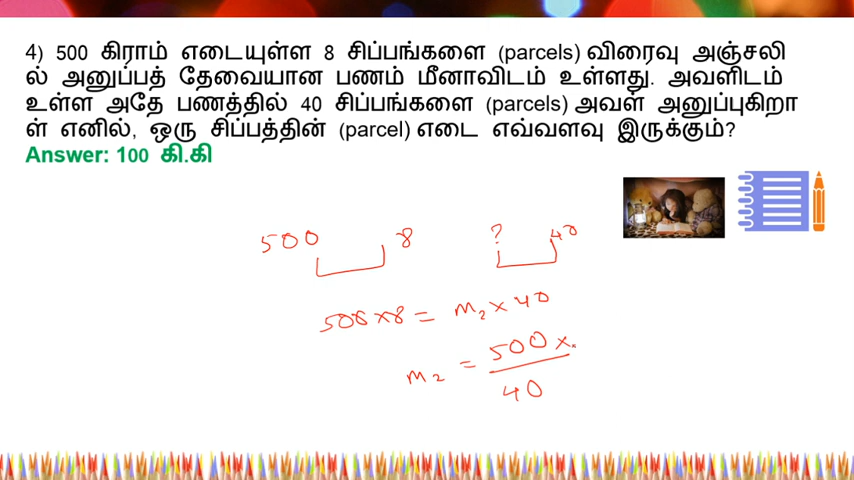 4) 500 கிராம் எடையுள்ள 8 சிப்பங்களை (parcels) விரைவு அஞ்சலி
ல் அனுப்பத் தேவையான பணம் மீனாவிடம் உள்ளது. அவளிடம்
உள்ள அதே பணத்தில் 40 சிப்பங்களை (parcels) அவள் அனுப்புகிறா
ள் எனில், ஒரு சிப்பத்தின் (parcel) எடை எவ்வளவு இருக்கும்?
Answer: 100 கி.கி
500 8 ? 40
500 x 8 = m₂ x 40
m₂ = 500 x
40